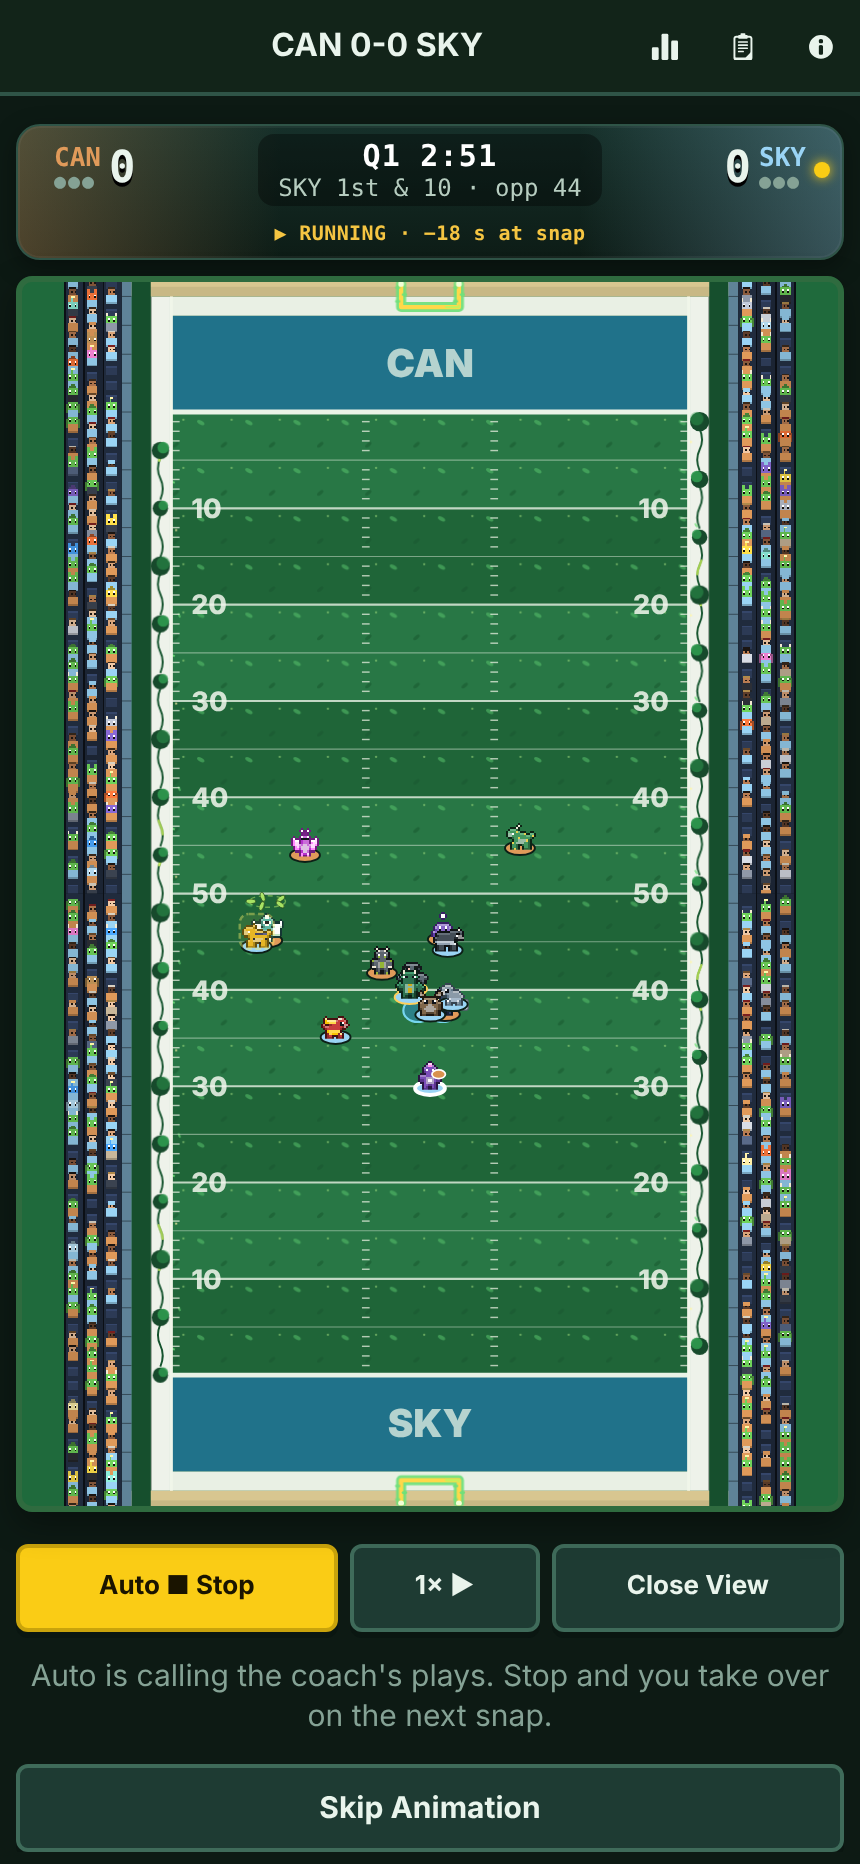 CAN 0-0 SKY
CAN 0
Q1 2:51
0 SKY
SKY 1st & 10 · opp 44
▶ RUNNING · −18 s at snap
CAN
10 10
20 20
30 30
40 40
50 50
40 40
30 30
20 20
10 10
SKY
Auto ■ Stop
1× ▶
Close View
Auto is calling the coach's plays. Stop and you take over
on the next snap.
Skip Animation